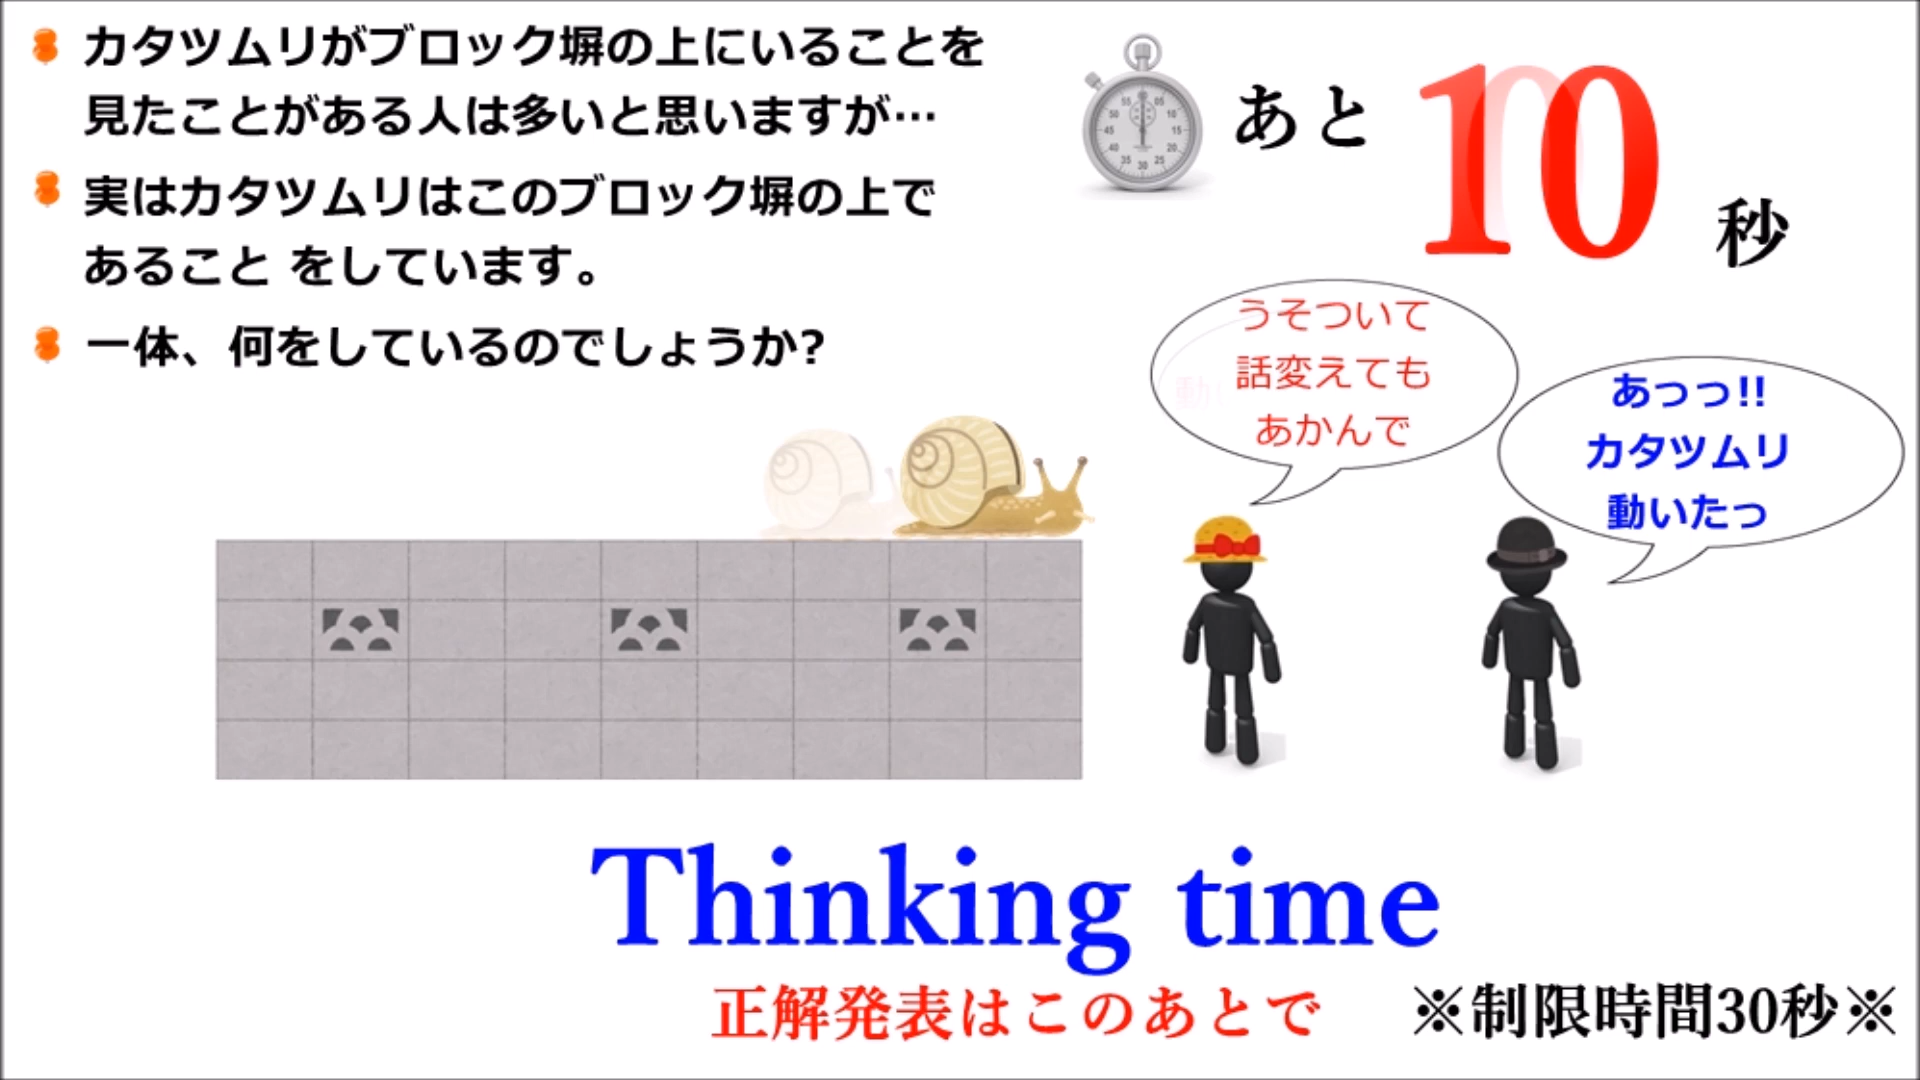 カタツムリがブロック塀の上にいることを
見たことがある人は多いと思いますが…
実はカタツムリはこのブロック塀の上で
あること をしています。
一体、何をしているのでしょうか?
あと
10
秒
うそついて
話変えても
あかんで
あっっ!!
カタツムリ
動いたっ
Thinking time
正解発表はこのあとで
※制限時間30秒※